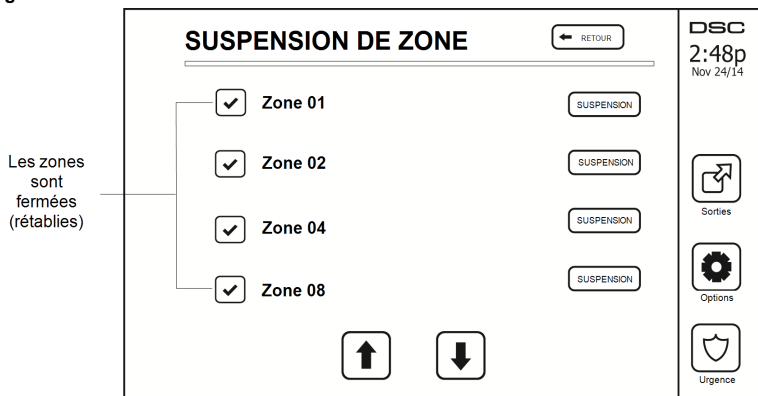 g
SUSPENSION DE ZONE
RETOUR
DSC
2:48p
Nov 24/14
Zone 01
SUSPENSION
Zone 02
SUSPENSION
Les zones
sont
fermées
(rétablies)
Zone 04
SUSPENSION
Zone 08
SUSPENSION
Sorties
Options
Urgence